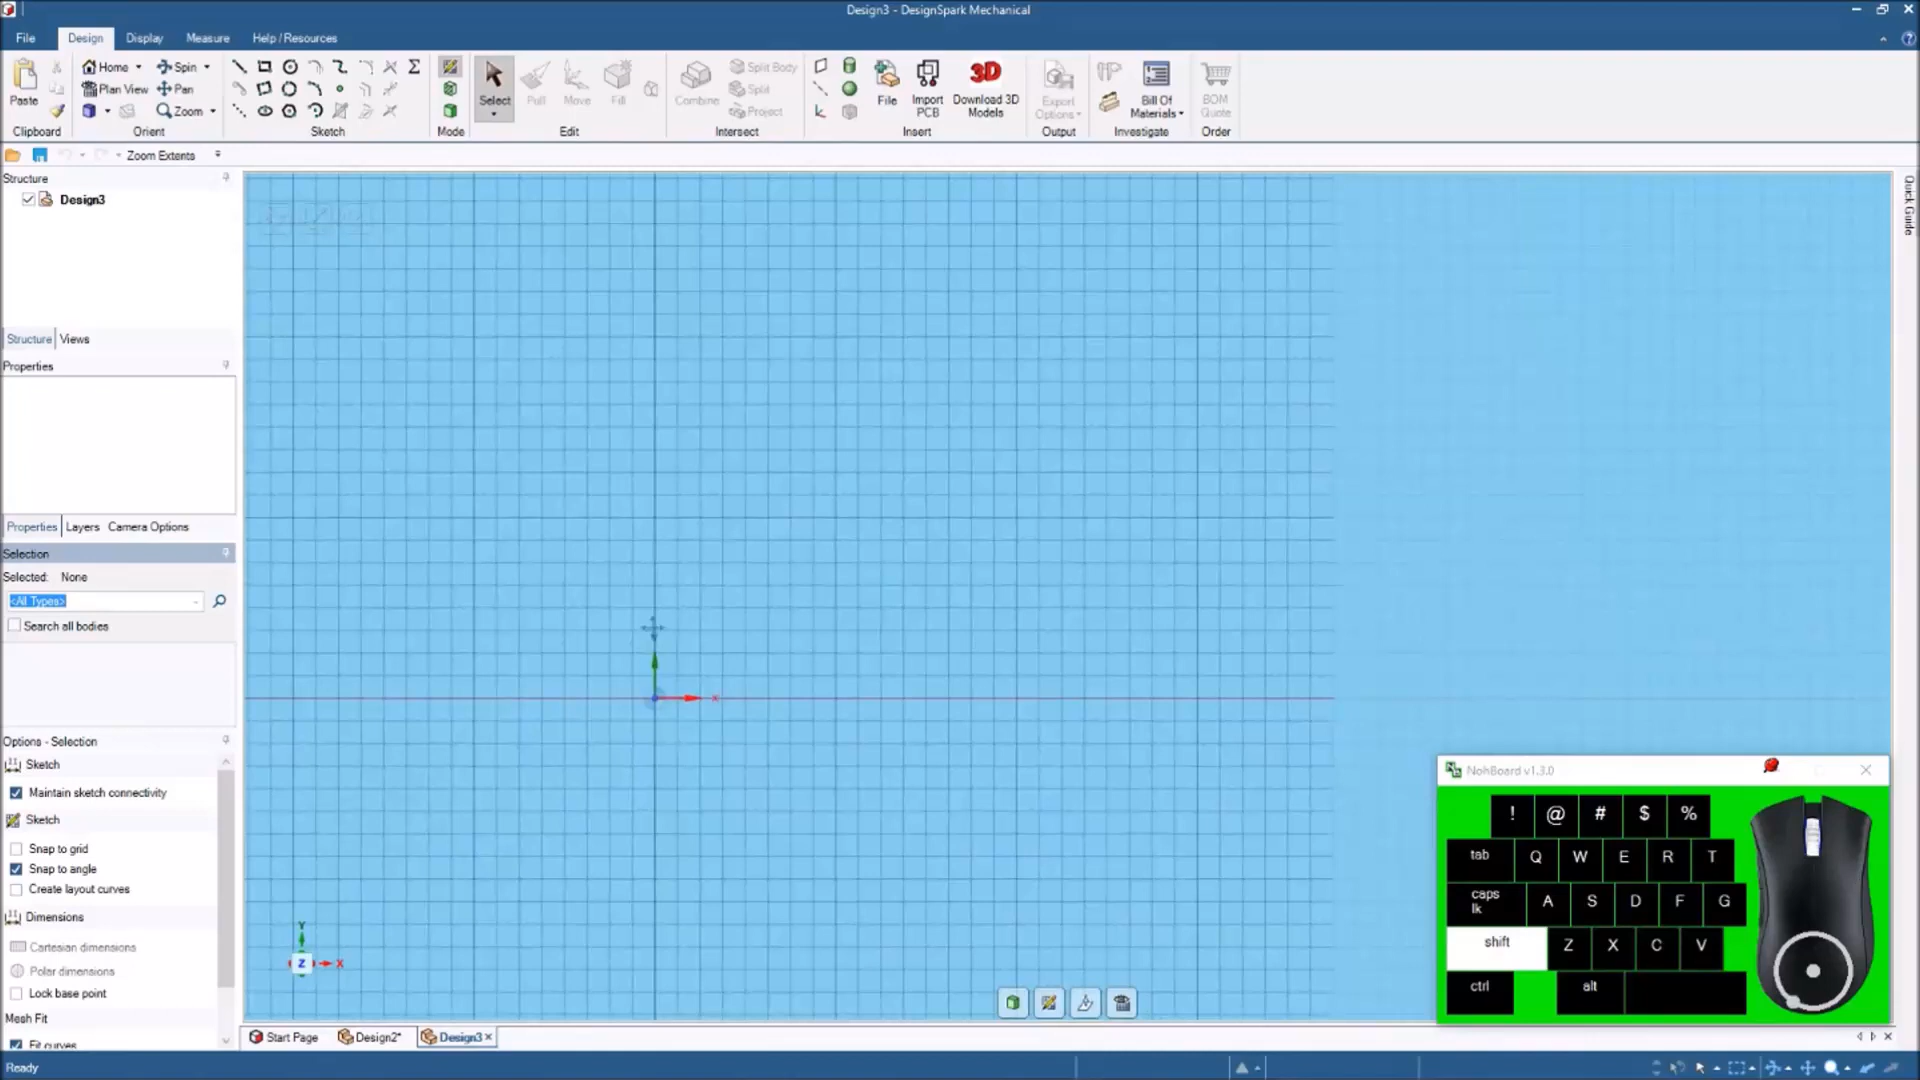 Design3 - DesignSpark Mechanical
File Design Display Measure Help / Resources
Home Spin
Plan View Pan
Zoom
Paste
Clipboard Orient Sketch
Mode
Select Pull Move Fill
Edit
Combine
Split Body
Split
Project
Intersect
File Import PCB Download 3D Models
3D
Insert
Export Options
Output
Bill Of Materials
Investigate
BOM Quote
Order
Zoom Extents
Structure
Design3
Quick Guide
Structure Views
Properties
Properties Layers Camera Options
Selection
Selected: None
<All Types>
Search all bodies
Options - Selection
Sketch
Maintain sketch connectivity
Sketch
Snap to grid
Snap to angle
Create layout curves
Dimensions
Cartesian dimensions
Polar dimensions
Lock base point
Mesh Fit
Fit curves
X
Y
Z X
NohBoard v1.3.0
! @ # $ %
tab Q W E R T
caps lk A S D F G
shift Z X C V
ctrl alt
Start Page Design2* Design3
Ready